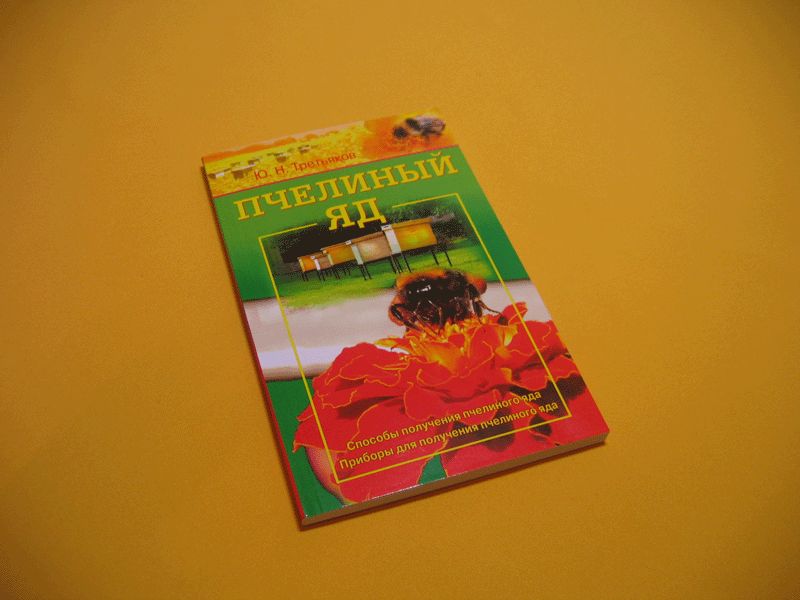 Ю. Н. Третьяков
ПЧЕЛИНЫЙ
ЯД
Способы получения пчелиного яда
Приборы для получения пчелиного яда